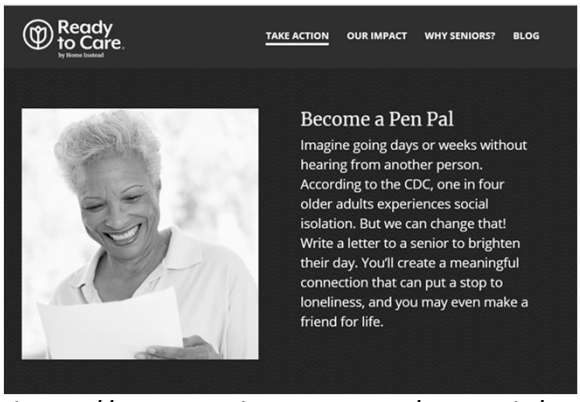 Ready
to Care.
by Home Instead
TAKE ACTION OUR IMPACT WHY SENIORS? BLOG
Become a Pen Pal
Imagine going days or weeks without
hearing from another person.
According to the CDC, one in four
older adults experiences social
isolation. But we can change that!
Write a letter to a senior to brighten
their day. You'll create a meaningful
connection that can put a stop to
loneliness, and you may even make a
friend for life.